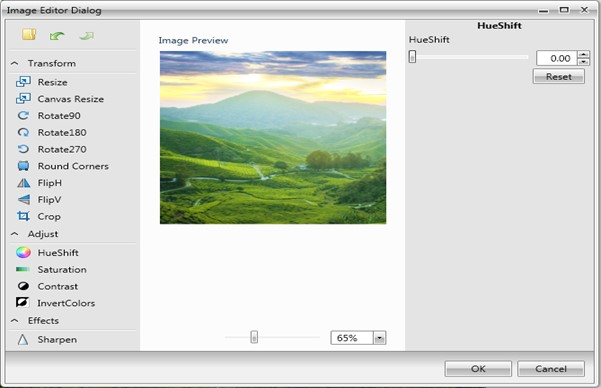 Image Editor Dialog
Transform
Resize
Canvas Resize
Rotate90
Rotate180
Rotate270
Round Corners
FlipH
FlipV
Crop
Adjust
HueShift
Saturation
Contrast
InvertColors
Effects
Sharpen
Image Preview
65%
HueShift
HueShift
0.00
Reset
OK
Cancel